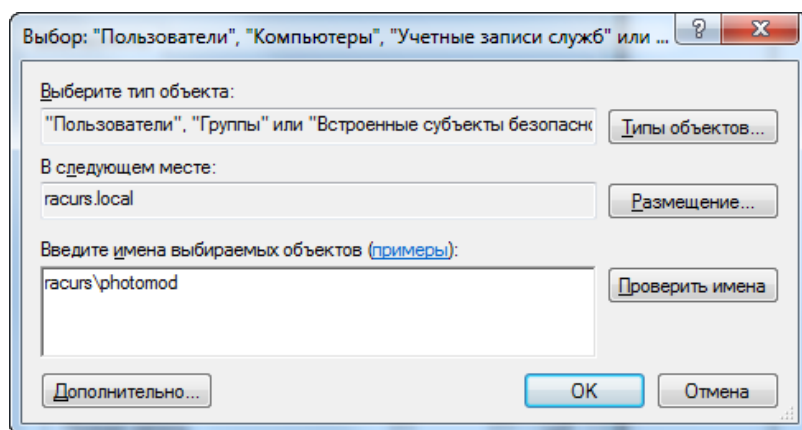 Выбор: "Пользователи", "Компьютеры", "Учетные записи служб" или ...
Выберите тип объекта:
"Пользователи", "Группы" или "Встроенные субъекты безопасно
Типы объектов...
В следующем месте:
racurs.local
Размещение...
Введите имена выбираемых объектов (примеры):
racurs\photomod
Проверить имена
Дополнительно...
OK
Отмена